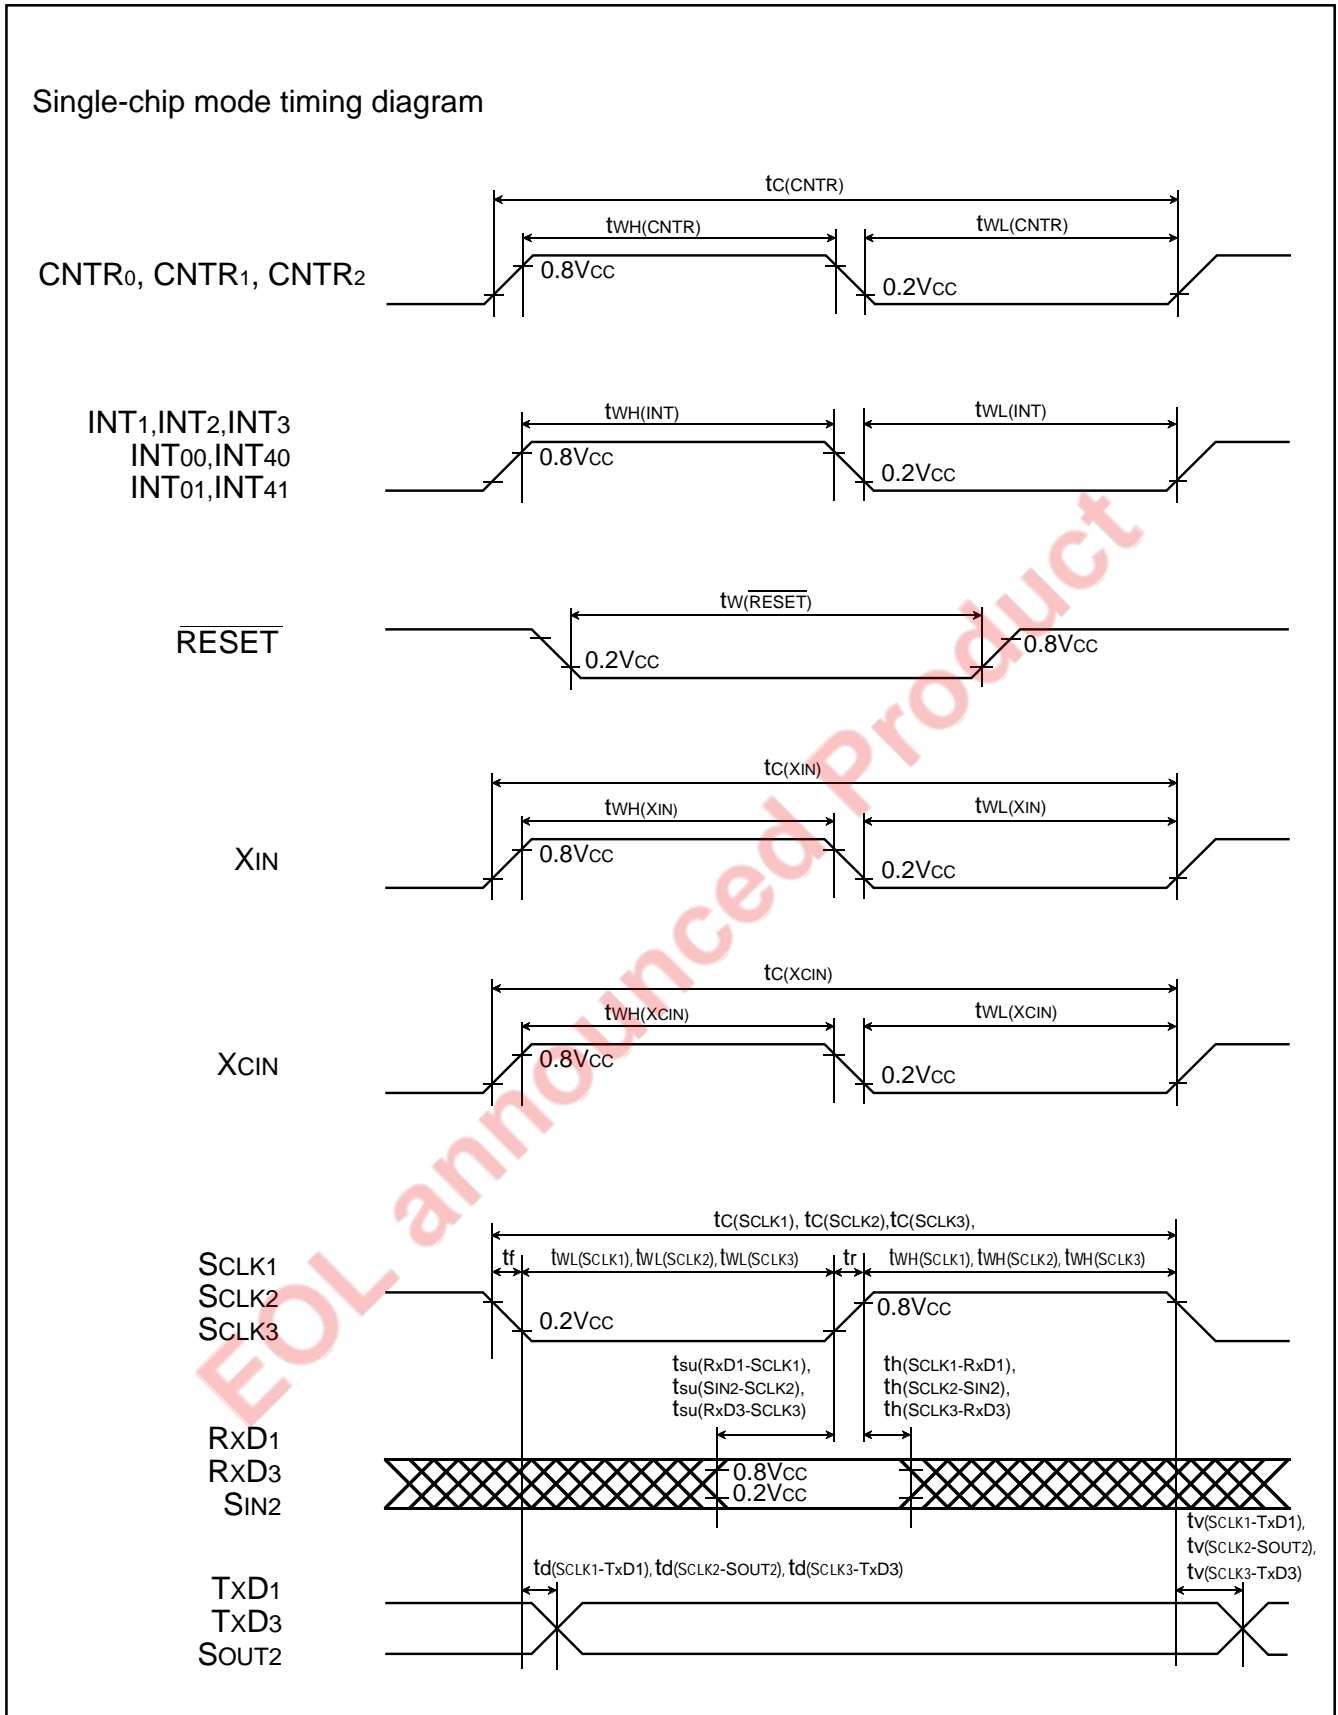 Single-chip mode timing diagram
tC(CNTR)
tWH(CNTR)
tWL(CNTR)
CNTR0, CNTR1, CNTR2
0.8VCC
0.2VCC
tWH(INT)
tWL(INT)
INT1,INT2,INT3
INT00,INT40
INT01,INT41
0.8VCC
0.2VCC
tW(RESET)
RESET
0.2VCC
0.8VCC
tC(XIN)
tWH(XIN)
tWL(XIN)
XIN
0.8VCC
0.2VCC
tC(XCIN)
tWH(XCIN)
tWL(XCIN)
XCIN
0.8VCC
0.2VCC
tC(SCLK1), tC(SCLK2),tC(SCLK3),
tf
tWL(SCLK1), tWL(SCLK2), tWL(SCLK3)
tr
tWH(SCLK1), tWH(SCLK2), tWH(SCLK3)
SCLK1
SCLK2
SCLK3
0.2VCC
0.8VCC
tsu(RxD1-SCLK1),
tsu(SIN2-SCLK2),
tsu(RxD3-SCLK3)
th(SCLK1-RxD1),
th(SCLK2-SIN2),
th(SCLK3-RxD3)
RXD1
RXD3
SIN2
0.8VCC
0.2VCC
td(SCLK1-TxD1), td(SCLK2-SOUT2), td(SCLK3-TxD3)
tv(SCLK1-TxD1),
tv(SCLK2-SOUT2),
tv(SCLK3-TxD3)
TXD1
TXD3
SOUT2
EOL announced Product